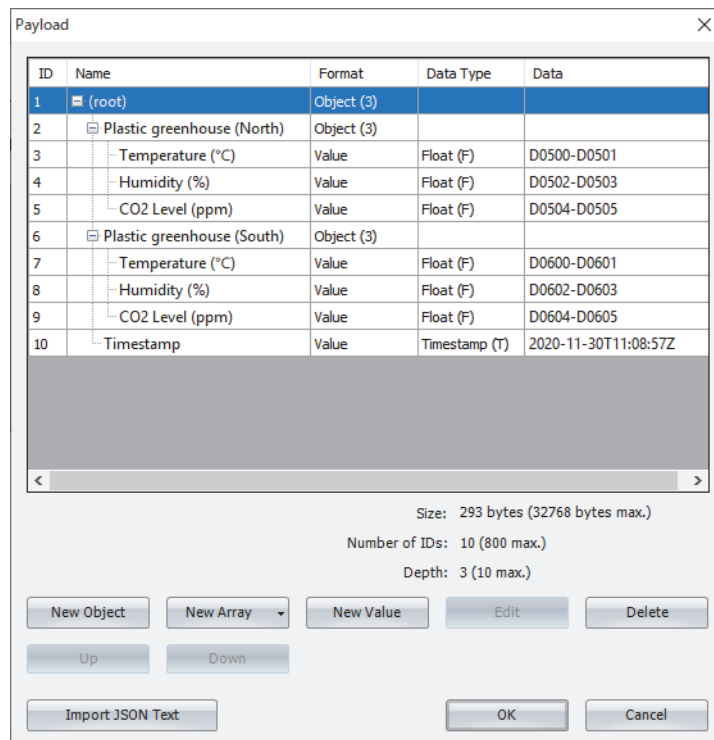 Payload
ID Name Format Data Type Data
1 (root) Object (3)
2 Plastic greenhouse (North) Object (3)
3 Temperature (°C) Value Float (F) D0500-D0501
4 Humidity (%) Value Float (F) D0502-D0503
5 CO2 Level (ppm) Value Float (F) D0504-D0505
6 Plastic greenhouse (South) Object (3)
7 Temperature (°C) Value Float (F) D0600-D0601
8 Humidity (%) Value Float (F) D0602-D0603
9 CO2 Level (ppm) Value Float (F) D0604-D0605
10 Timestamp Value Timestamp (T) 2020-11-30T11:08:57Z
Size: 293 bytes (32768 bytes max.)
Number of IDs: 10 (800 max.)
Depth: 3 (10 max.)
New Object New Array New Value Edit Delete
Up Down
Import JSON Text OK Cancel